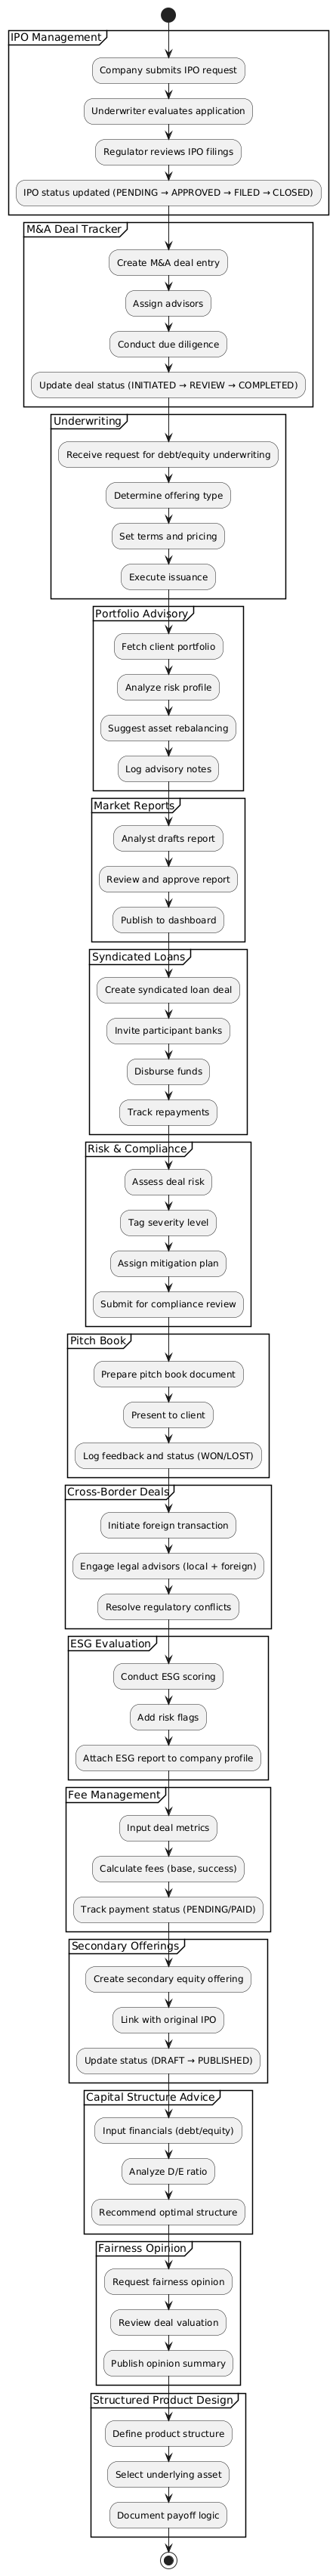 IPO Management
Company submits IPO request
Underwriter evaluates application
Regulator reviews IPO filings
IPO status updated (PENDING → APPROVED → FILED → CLOSED)
M&A Deal Tracker
Create M&A deal entry
Assign advisors
Conduct due diligence
Update deal status (INITIATED → REVIEW → COMPLETED)
Underwriting
Receive request for debt/equity underwriting
Determine offering type
Set terms and pricing
Execute issuance
Portfolio Advisory
Fetch client portfolio
Analyze risk profile
Suggest asset rebalancing
Log advisory notes
Market Reports
Analyst drafts report
Review and approve report
Publish to dashboard
Syndicated Loans
Create syndicated loan deal
Invite participant banks
Disburse funds
Track repayments
Risk & Compliance
Assess deal risk
Tag severity level
Assign mitigation plan
Submit for compliance review
Pitch Book
Prepare pitch book document
Present to client
Log feedback and status (WON/LOST)
Cross-Border Deals
Initiate foreign transaction
Engage legal advisors (local + foreign)
Resolve regulatory conflicts
ESG Evaluation
Conduct ESG scoring
Add risk flags
Attach ESG report to company profile
Fee Management
Input deal metrics
Calculate fees (base, success)
Track payment status (PENDING/PAID)
Secondary Offerings
Create secondary equity offering
Link with original IPO
Update status (DRAFT → PUBLISHED)
Capital Structure Advice
Input financials (debt/equity)
Analyze D/E ratio
Recommend optimal structure
Fairness Opinion
Request fairness opinion
Review deal valuation
Publish opinion summary
Structured Product Design
Define product structure
Select underlying asset
Document payoff logic